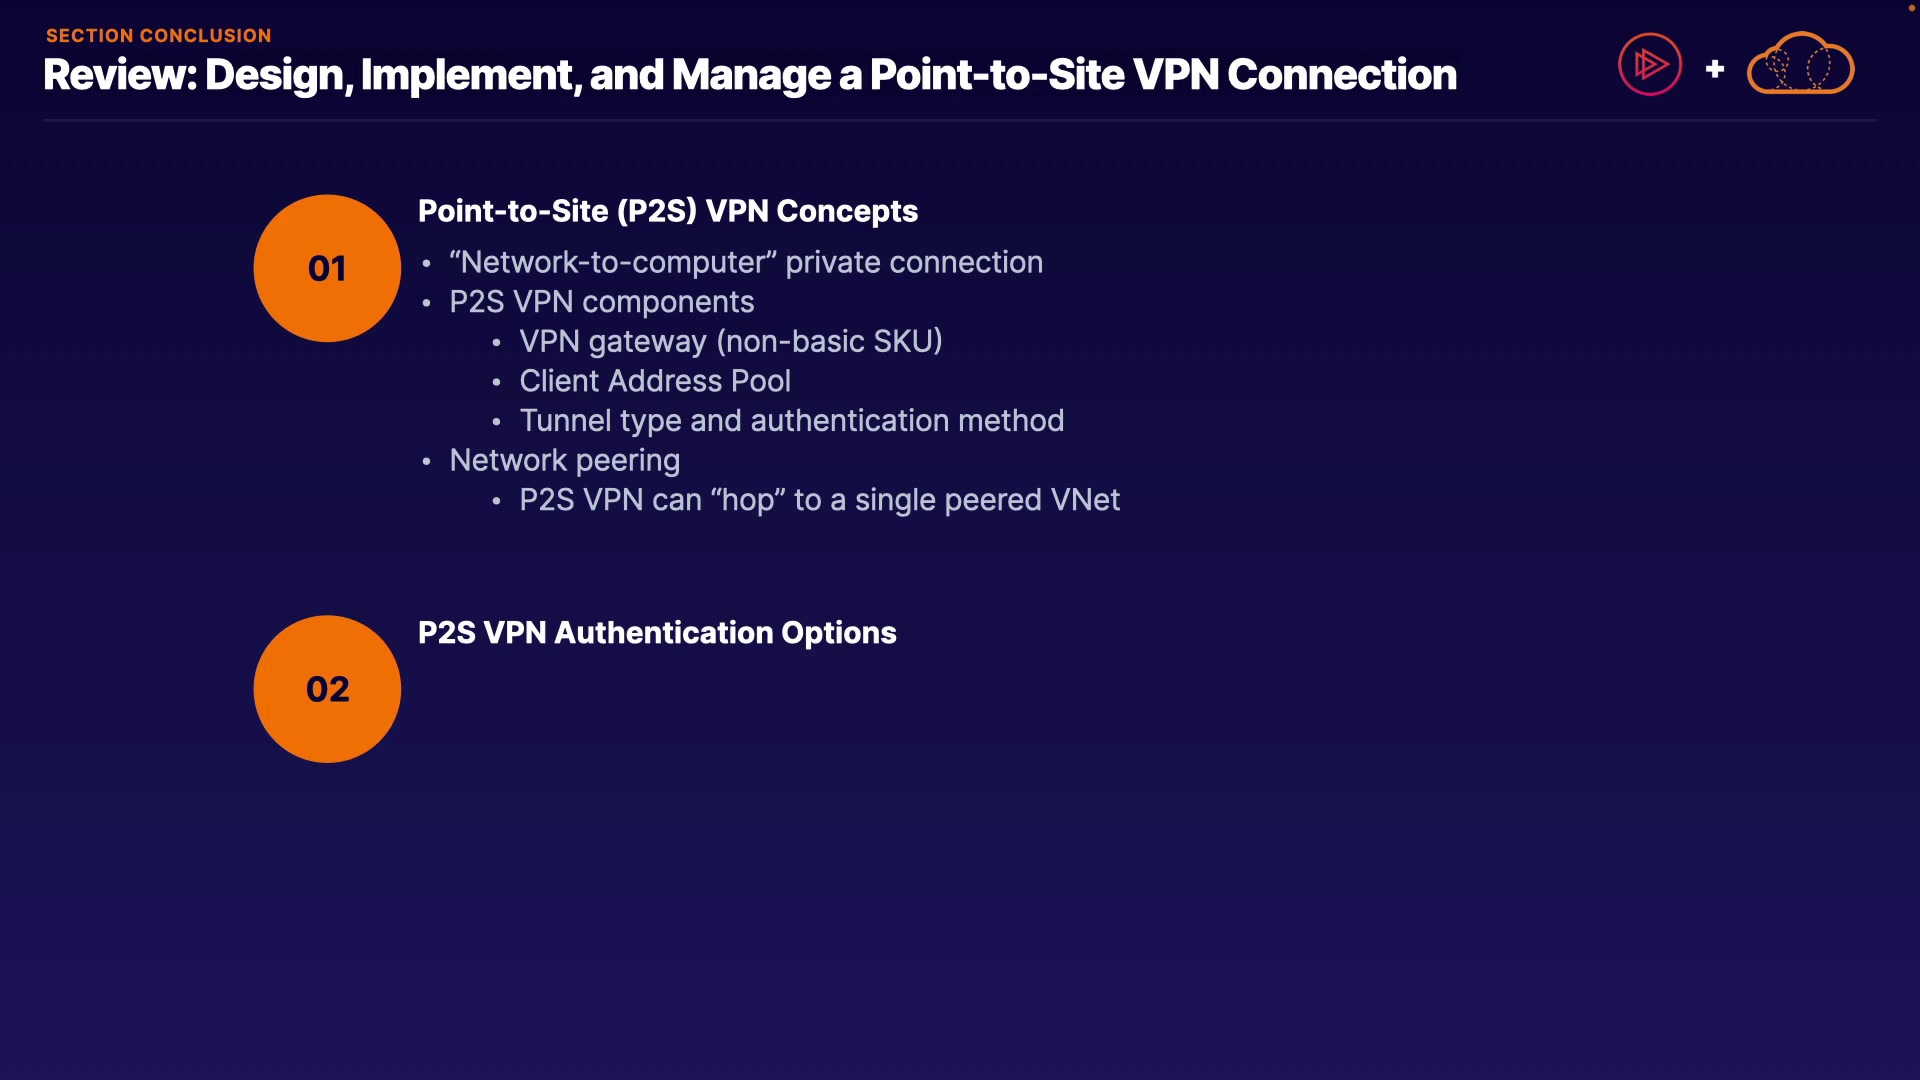 SECTION CONCLUSION
Review: Design, Implement, and Manage a Point-to-Site VPN Connection
+
01
Point-to-Site (P2S) VPN Concepts
• “Network-to-computer” private connection
• P2S VPN components
• VPN gateway (non-basic SKU)
• Client Address Pool
• Tunnel type and authentication method
• Network peering
• P2S VPN can “hop” to a single peered VNet
02
P2S VPN Authentication Options